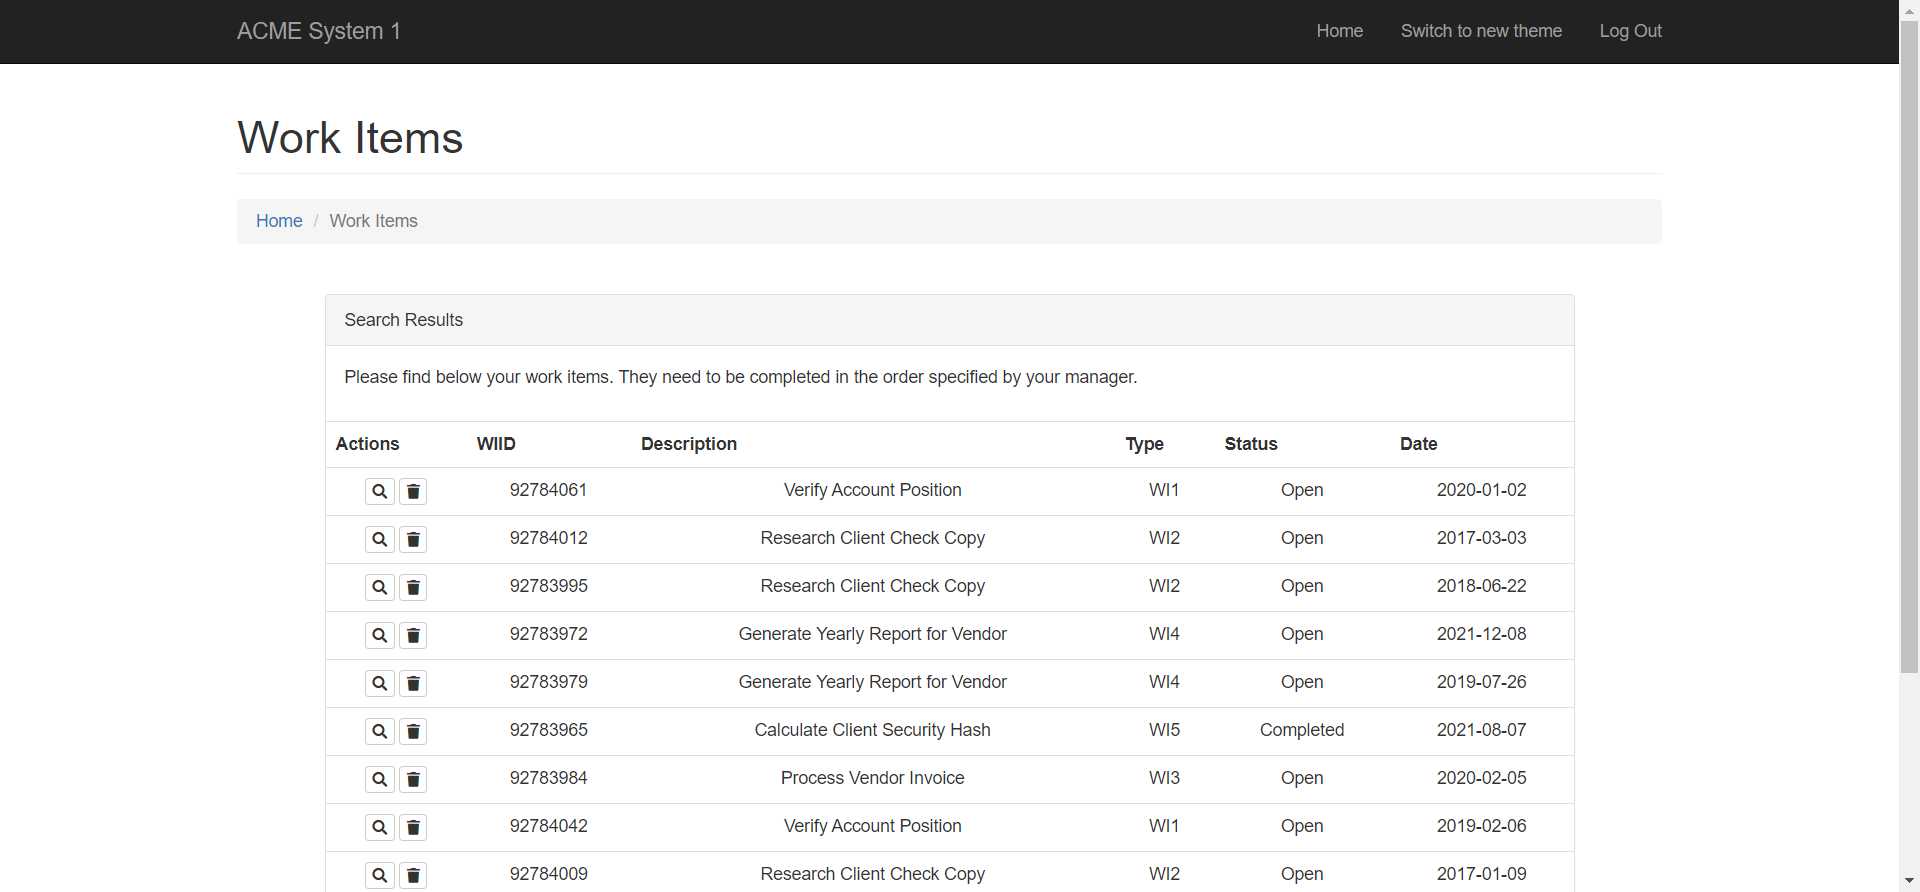 ACME System 1 Home Switch to new theme Log Out
Work Items
Home / Work Items
Search Results
Please find below your work items. They need to be completed in the order specified by your manager.
Actions WIID Description Type Status Date
92784061 Verify Account Position WI1 Open 2020-01-02
92784012 Research Client Check Copy WI2 Open 2017-03-03
92783995 Research Client Check Copy WI2 Open 2018-06-22
92783972 Generate Yearly Report for Vendor WI4 Open 2021-12-08
92783979 Generate Yearly Report for Vendor WI4 Open 2019-07-26
92783965 Calculate Client Security Hash WI5 Completed 2021-08-07
92783984 Process Vendor Invoice WI3 Open 2020-02-05
92784042 Verify Account Position WI1 Open 2019-02-06
92784009 Research Client Check Copy WI2 Open 2017-01-09